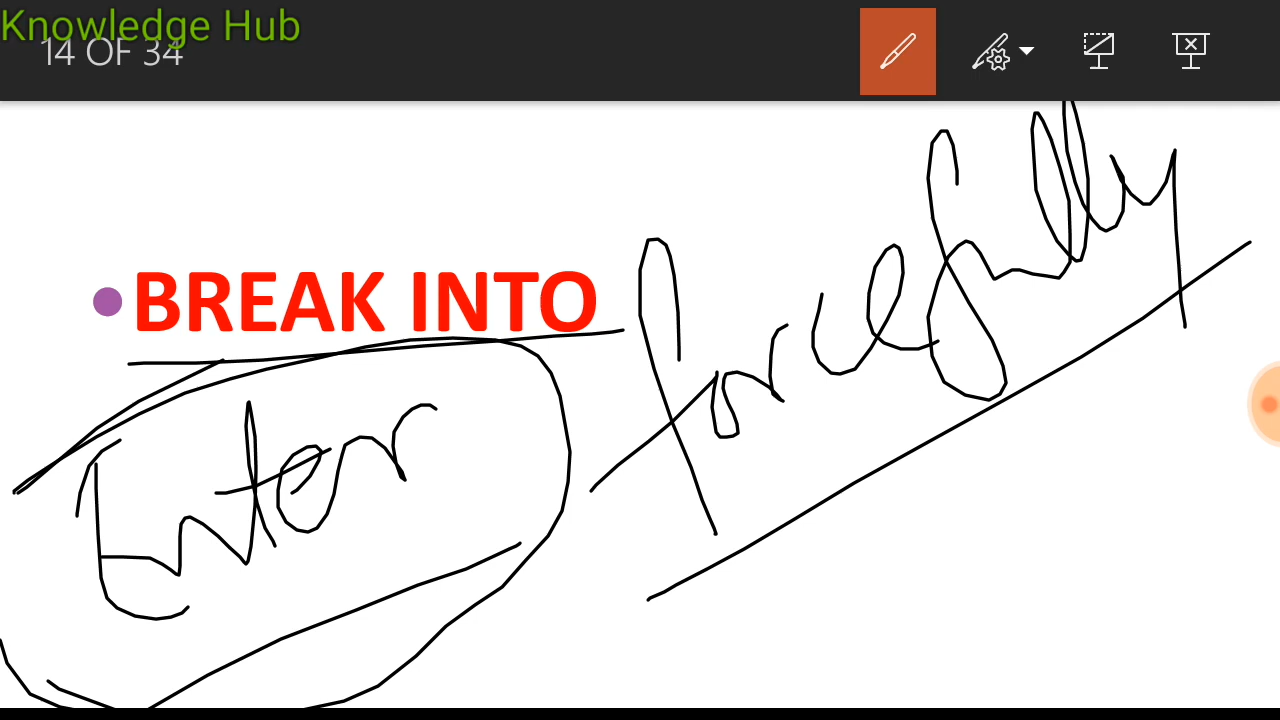 Knowledge Hub
14 OF 34
• BREAK INTO
Enter forcefully